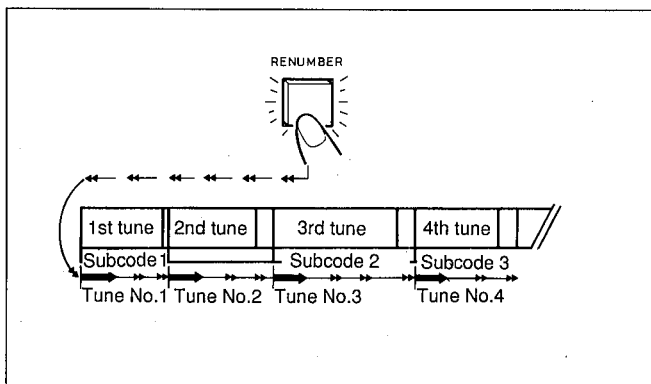 RENUMBER
1st tune 2nd tune 3rd tune 4th tune
Subcode 1 Subcode 2 Subcode 3
Tune No.1 Tune No.2 Tune No.3 Tune No.4